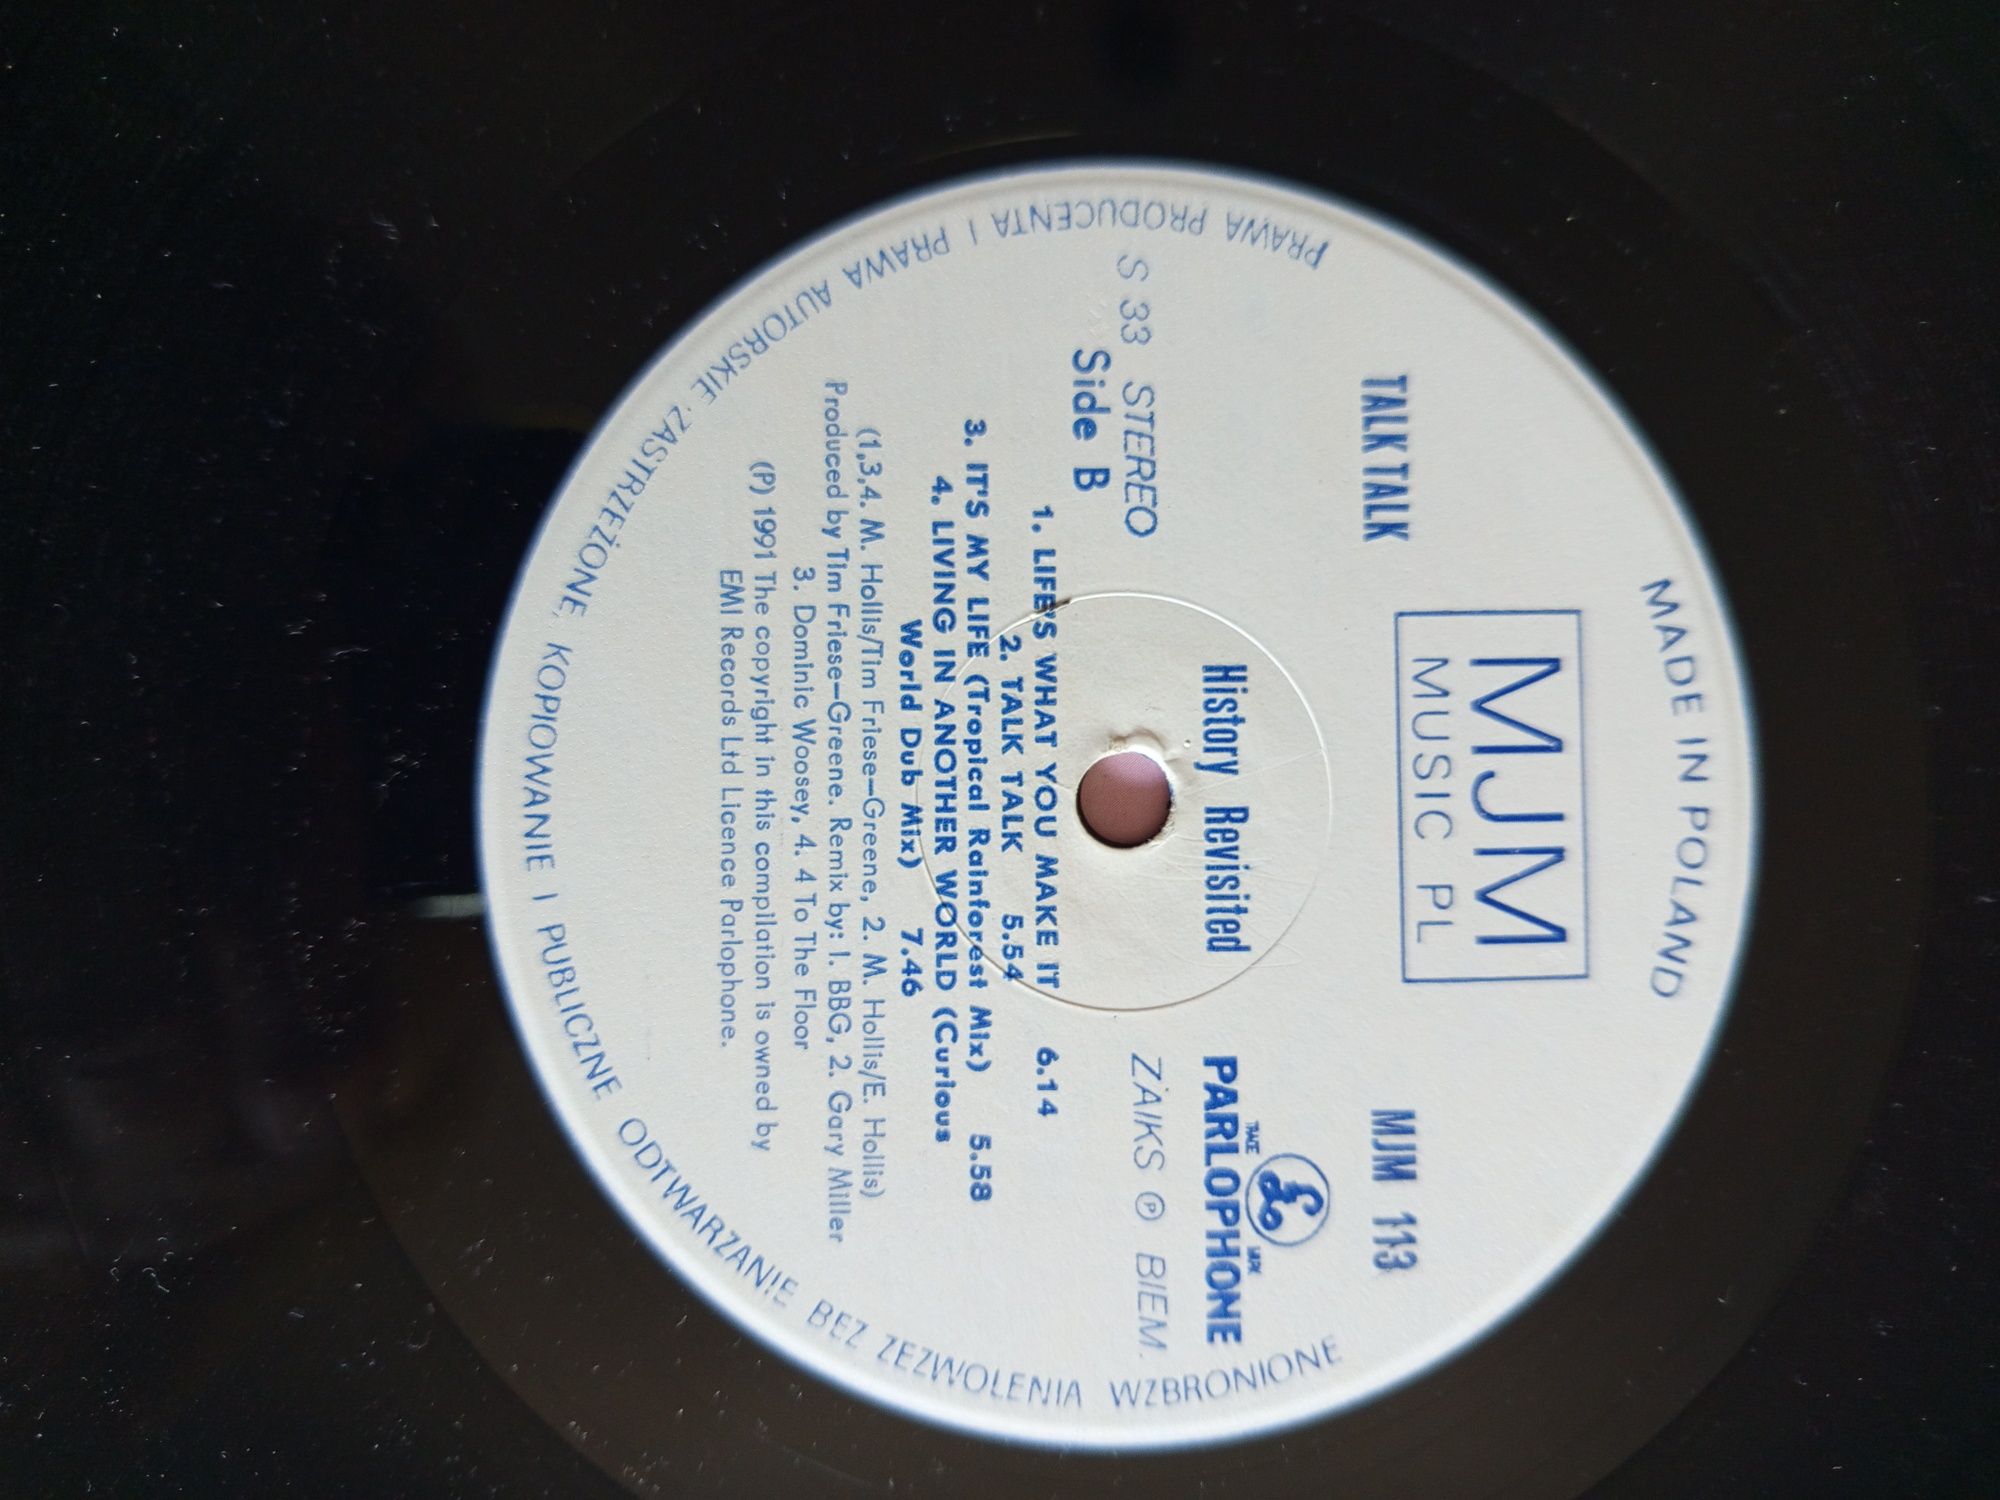 MADE IN POLAND
MJM
MUSIC PL
TALK TALK
MJM 113
History Revisited
TRADE MARK
PARLOPHONE
S 33 STEREO
ZAIKS Ⓟ BIEM.
Side B
1. LIFE'S WHAT YOU MAKE IT 6.14
2. TALK TALK 5.54
3. IT'S MY LIFE (Tropical Rainforest Mix) 5.58
4. LIVING IN ANOTHER WORLD (Curious
World Dub Mix) 7.46
(1,3,4. M. Hollis/Tim Friese-Greene, 2. M. Hollis/E. Hollis)
Produced by Tim Friese-Greene. Remix by: 1. BBG, 2. Gary Miller
3. Dominic Woosey, 4. 4 To The Floor
(P) 1991 The copyright in this compilation is owned by
EMI Records Ltd Licence Parlophone.
PRAWA PRODUCENTA I PRAWA AUTORSKIE ZASTRZEŻONE, KOPIOWANIE I PUBLICZNE ODTWARZANIE BEZ ZEZWOLENIA WZBRONIONE